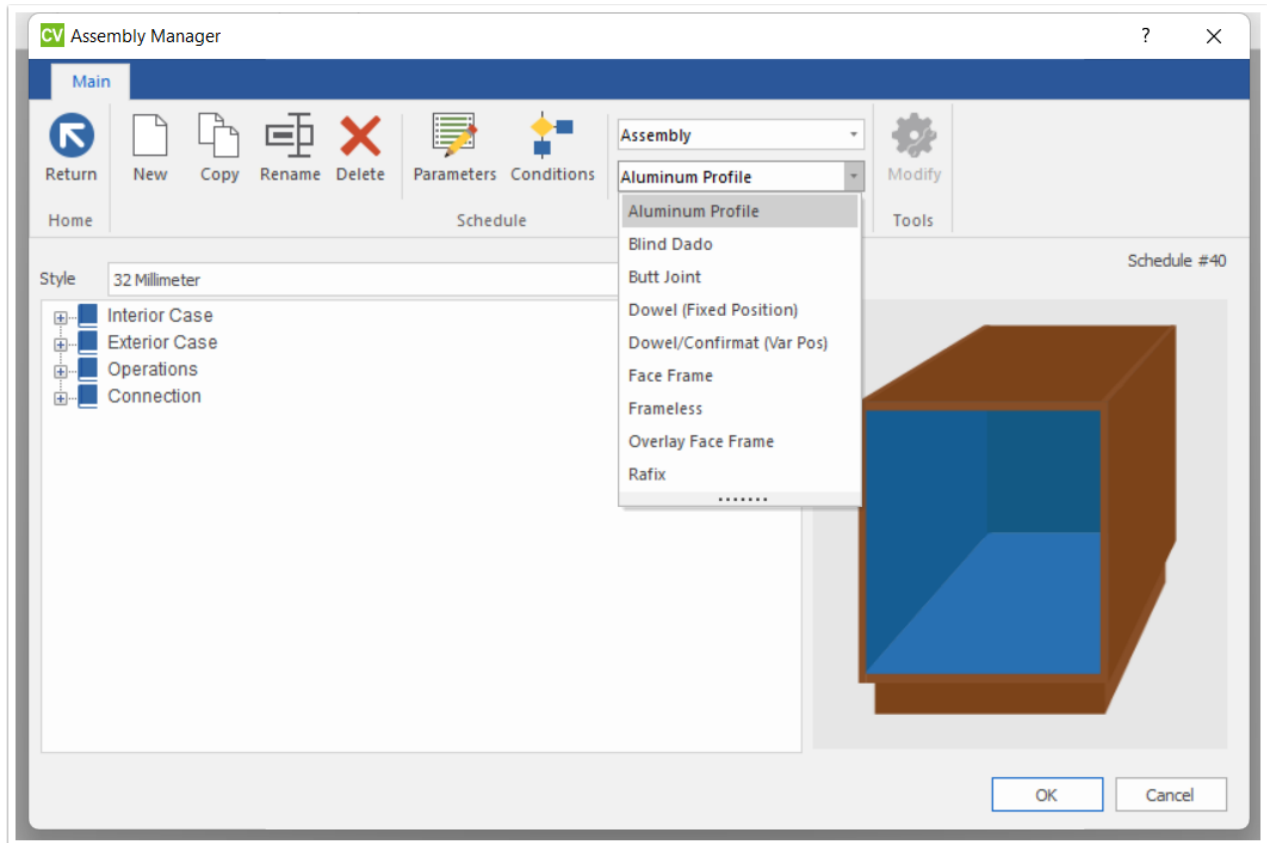 CV Assembly Manager
?
Main
Return
New
Copy
Rename
Delete
Parameters
Conditions
Assembly
Aluminum Profile
Modify
Home
Schedule
Tools
Aluminum Profile
Blind Dado
Butt Joint
Dowel (Fixed Position)
Dowel/Confirmat (Var Pos)
Face Frame
Frameless
Overlay Face Frame
Rafix
Schedule #40
Style
32 Millimeter
Interior Case
Exterior Case
Operations
Connection
OK
Cancel